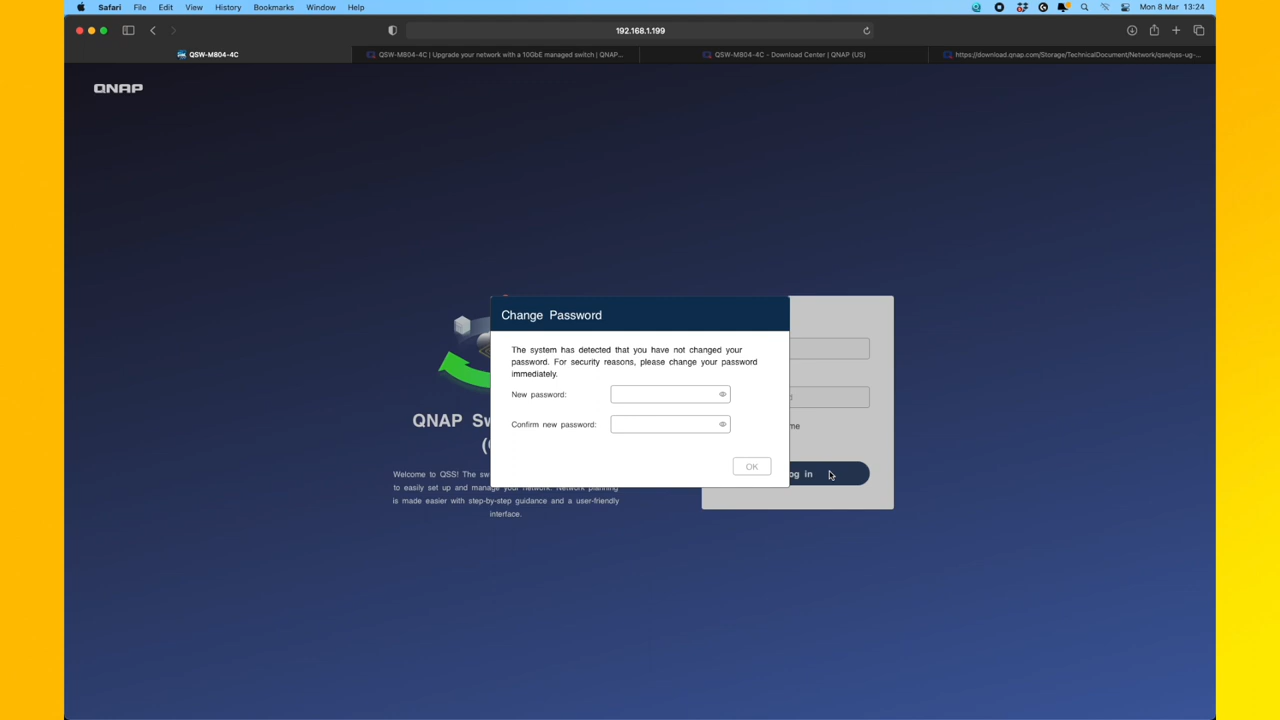 Safari File Edit View History Bookmarks Window Help
Mon 8 Mar 13:24
192.168.1.199
QSW-M804-4C
QSW-M804-4C | Upgrade your network with a 10GbE managed switch | QNAP...
QSW-M804-4C - Download Center | QNAP (US)
https://download.qnap.com/Storage/TechnicalDocument/Network/qsw/qss-ug-...
QNAP
Change Password
The system has detected that you have not changed your
password. For security reasons, please change your password
immediately.
New password:
Confirm new password:
OK
me
og in
QNAP Sw
(
Welcome to QSS! The sw
to easily set up and manage your network. Network planning
is made easier with step-by-step guidance and a user-friendly
interface.